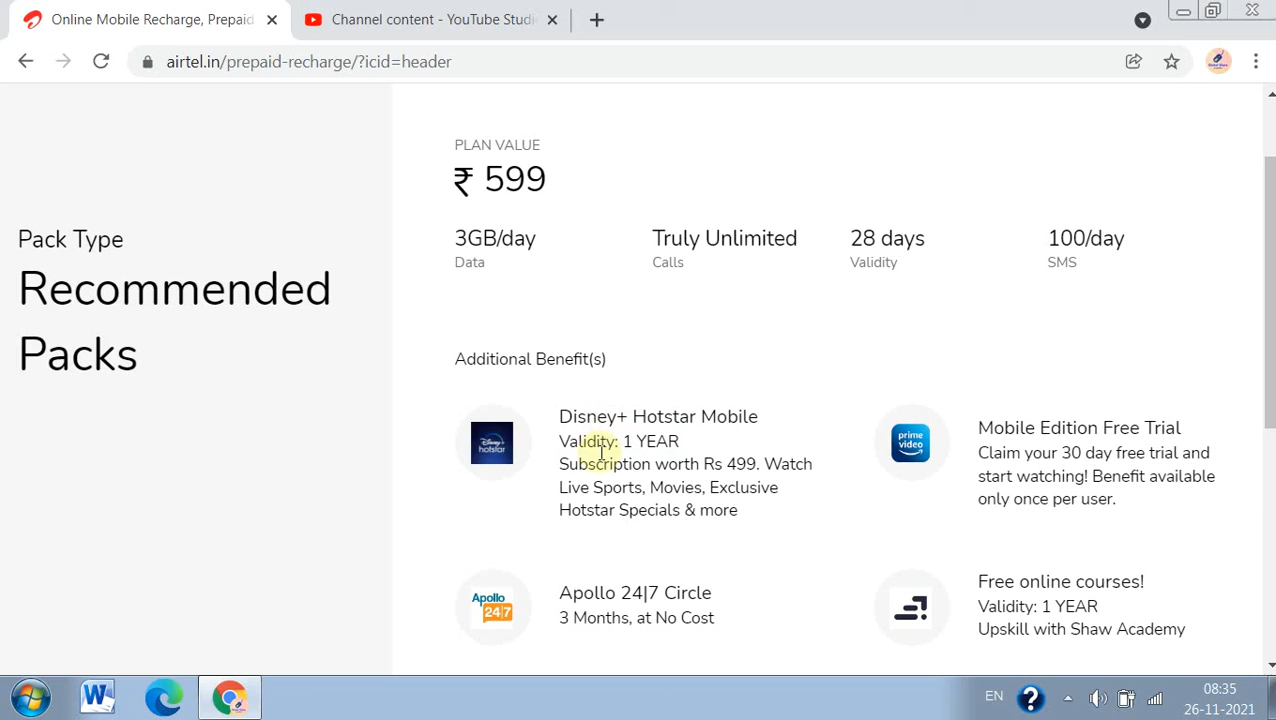 Online Mobile Recharge, Prepaid
Channel content - YouTube Studi
airtel.in/prepaid-recharge/?icid=header
PLAN VALUE
₹ 599
3GB/day
Data
Truly Unlimited
Calls
28 days
Validity
100/day
SMS
Pack Type
Recommended
Packs
Additional Benefit(s)
Disney+ hotstar
Disney+ Hotstar Mobile
Validity: 1 YEAR
Subscription worth Rs 499. Watch
Live Sports, Movies, Exclusive
Hotstar Specials & more
prime
video
Mobile Edition Free Trial
Claim your 30 day free trial and
start watching! Benefit available
only once per user.
Apollo
24|7
Apollo 24|7 Circle
3 Months, at No Cost
Free online courses!
Validity: 1 YEAR
Upskill with Shaw Academy
EN
08:35
26-11-2021